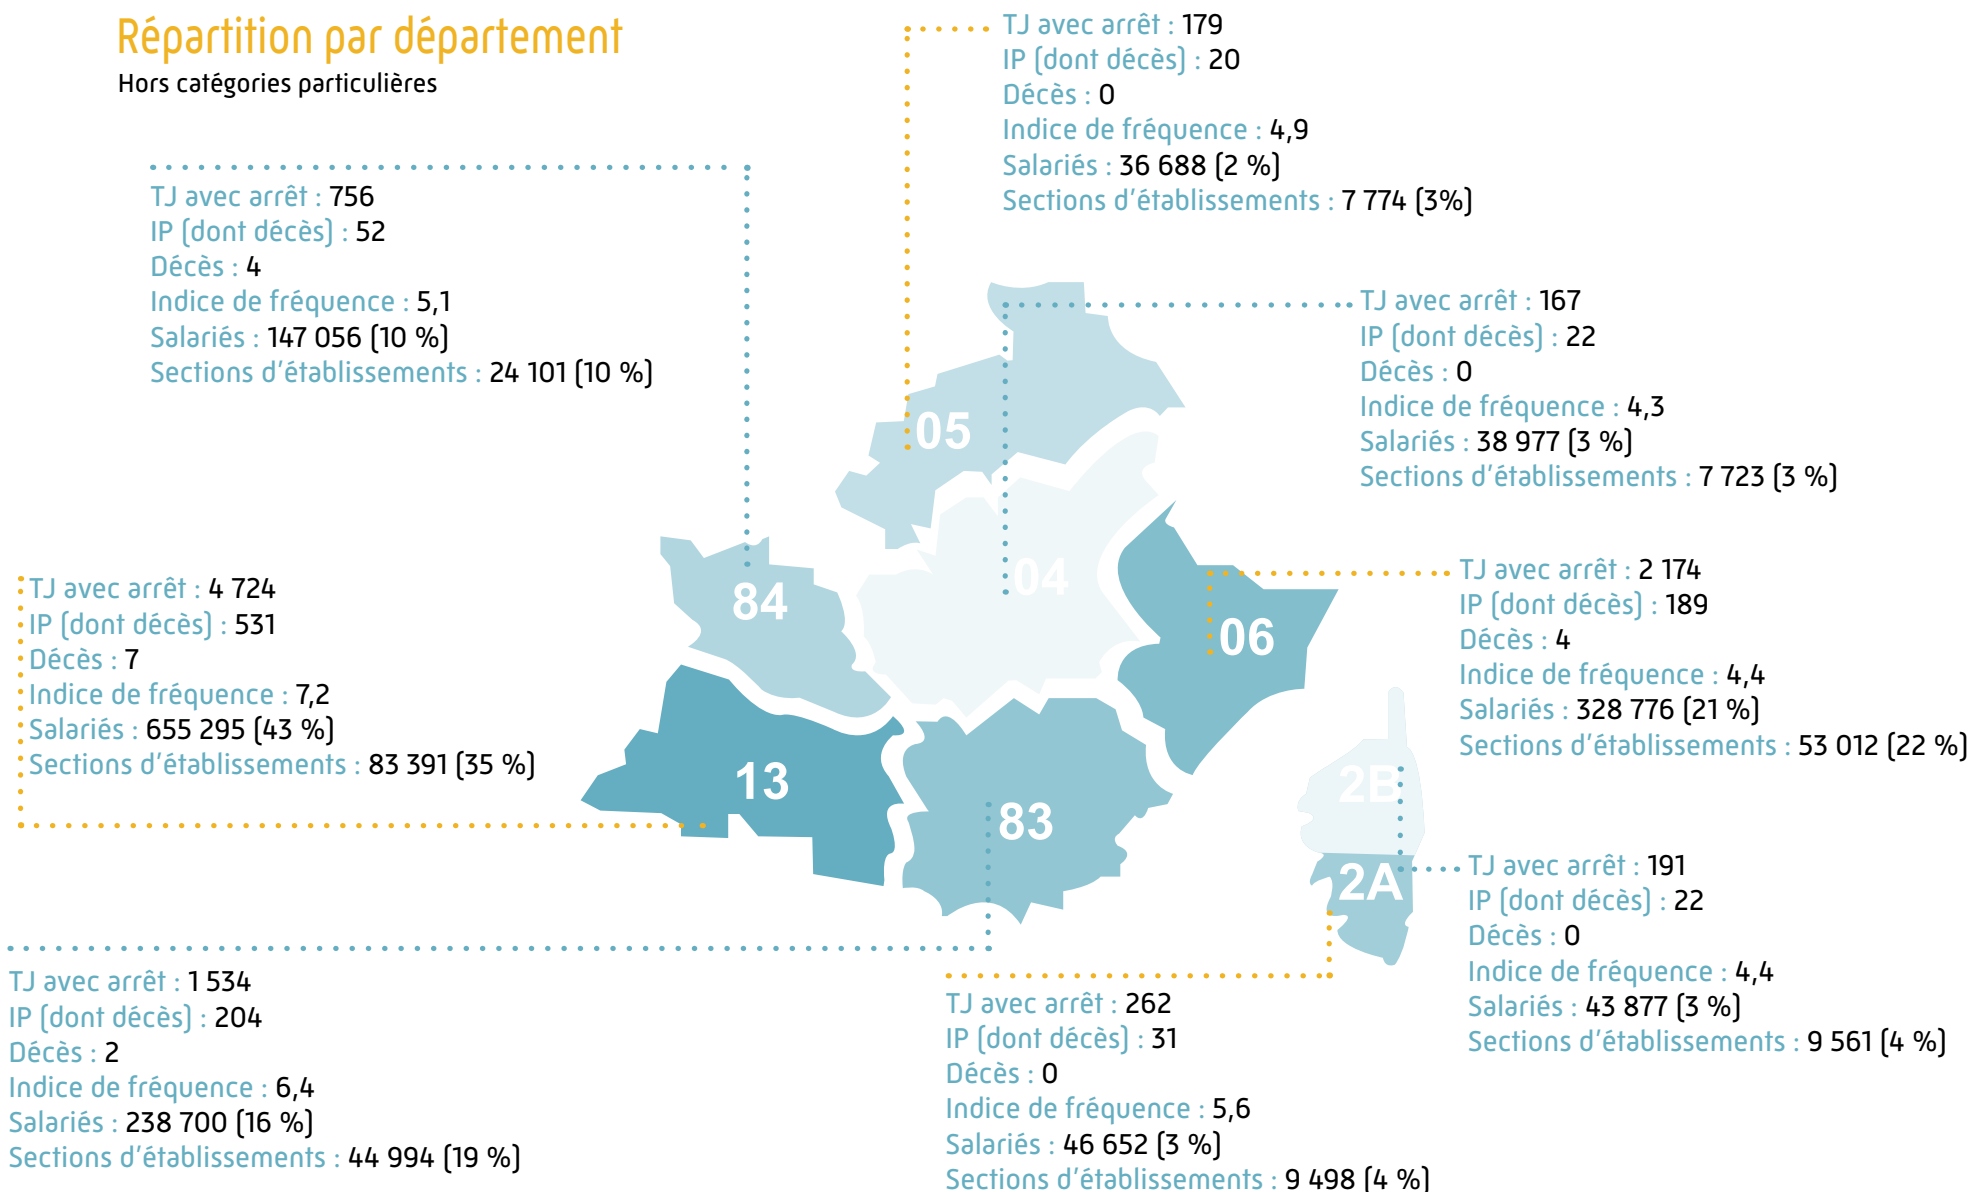 Répartition par département
Hors catégories particulières
TJ avec arrêt : 179
IP (dont décès) : 20
Décès : 0
Indice de fréquence : 4,9
Salariés : 36 688 (2 %)
Sections d'établissements : 7 774 (3%)
TJ avec arrêt : 756
IP (dont décès) : 52
Décès : 4
Indice de fréquence : 5,1
Salariés : 147 056 (10 %)
Sections d'établissements : 24 101 (10 %)
TJ avec arrêt : 167
IP (dont décès) : 22
Décès : 0
Indice de fréquence : 4,3
Salariés : 38 977 (3 %)
Sections d'établissements : 7 723 (3 %)
TJ avec arrêt : 4 724
IP (dont décès) : 531
Décès : 7
Indice de fréquence : 7,2
Salariés : 655 295 (43 %)
Sections d'établissements : 83 391 (35 %)
TJ avec arrêt : 2 174
IP (dont décès) : 189
Décès : 4
Indice de fréquence : 4,4
Salariés : 328 776 (21 %)
Sections d'établissements : 53 012 (22 %)
05
04
84
06
13
83
2B
2A
TJ avec arrêt : 191
IP (dont décès) : 22
Décès : 0
Indice de fréquence : 4,4
Salariés : 43 877 (3 %)
Sections d'établissements : 9 561 (4 %)
TJ avec arrêt : 1 534
IP (dont décès) : 204
Décès : 2
Indice de fréquence : 6,4
Salariés : 238 700 (16 %)
Sections d'établissements : 44 994 (19 %)
TJ avec arrêt : 262
IP (dont décès) : 31
Décès : 0
Indice de fréquence : 5,6
Salariés : 46 652 (3 %)
Sections d'établissements : 9 498 (4 %)